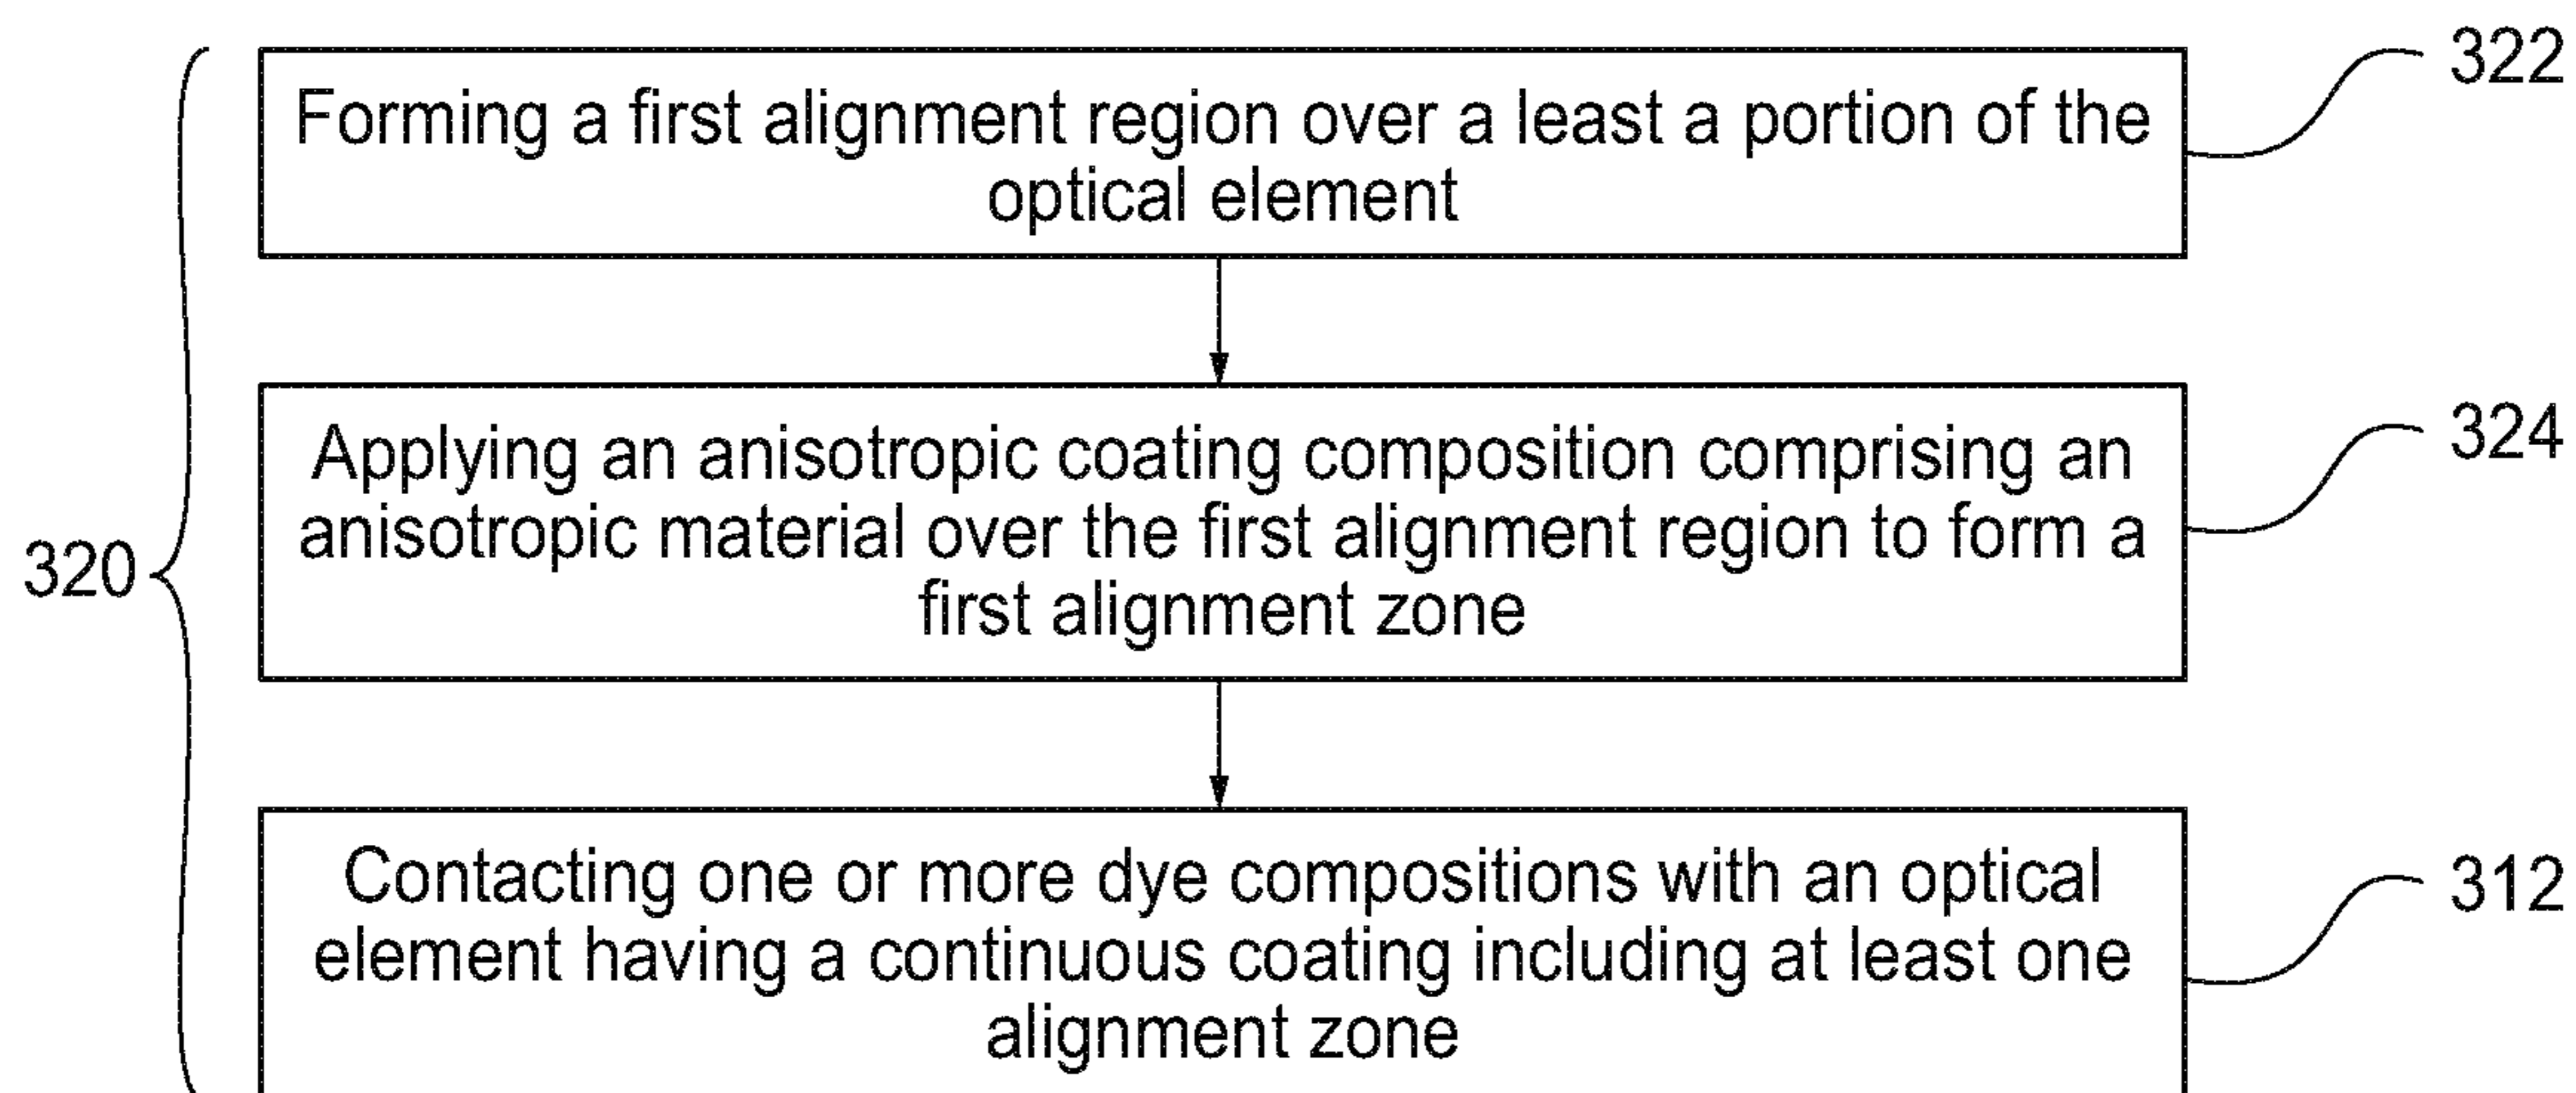 Forming a first alignment region over a least a portion of the
optical element
322
Applying an anisotropic coating composition comprising an
anisotropic material over the first alignment region to form a
first alignment zone
324
320
Contacting one or more dye compositions with an optical
element having a continuous coating including at least one
alignment zone
312